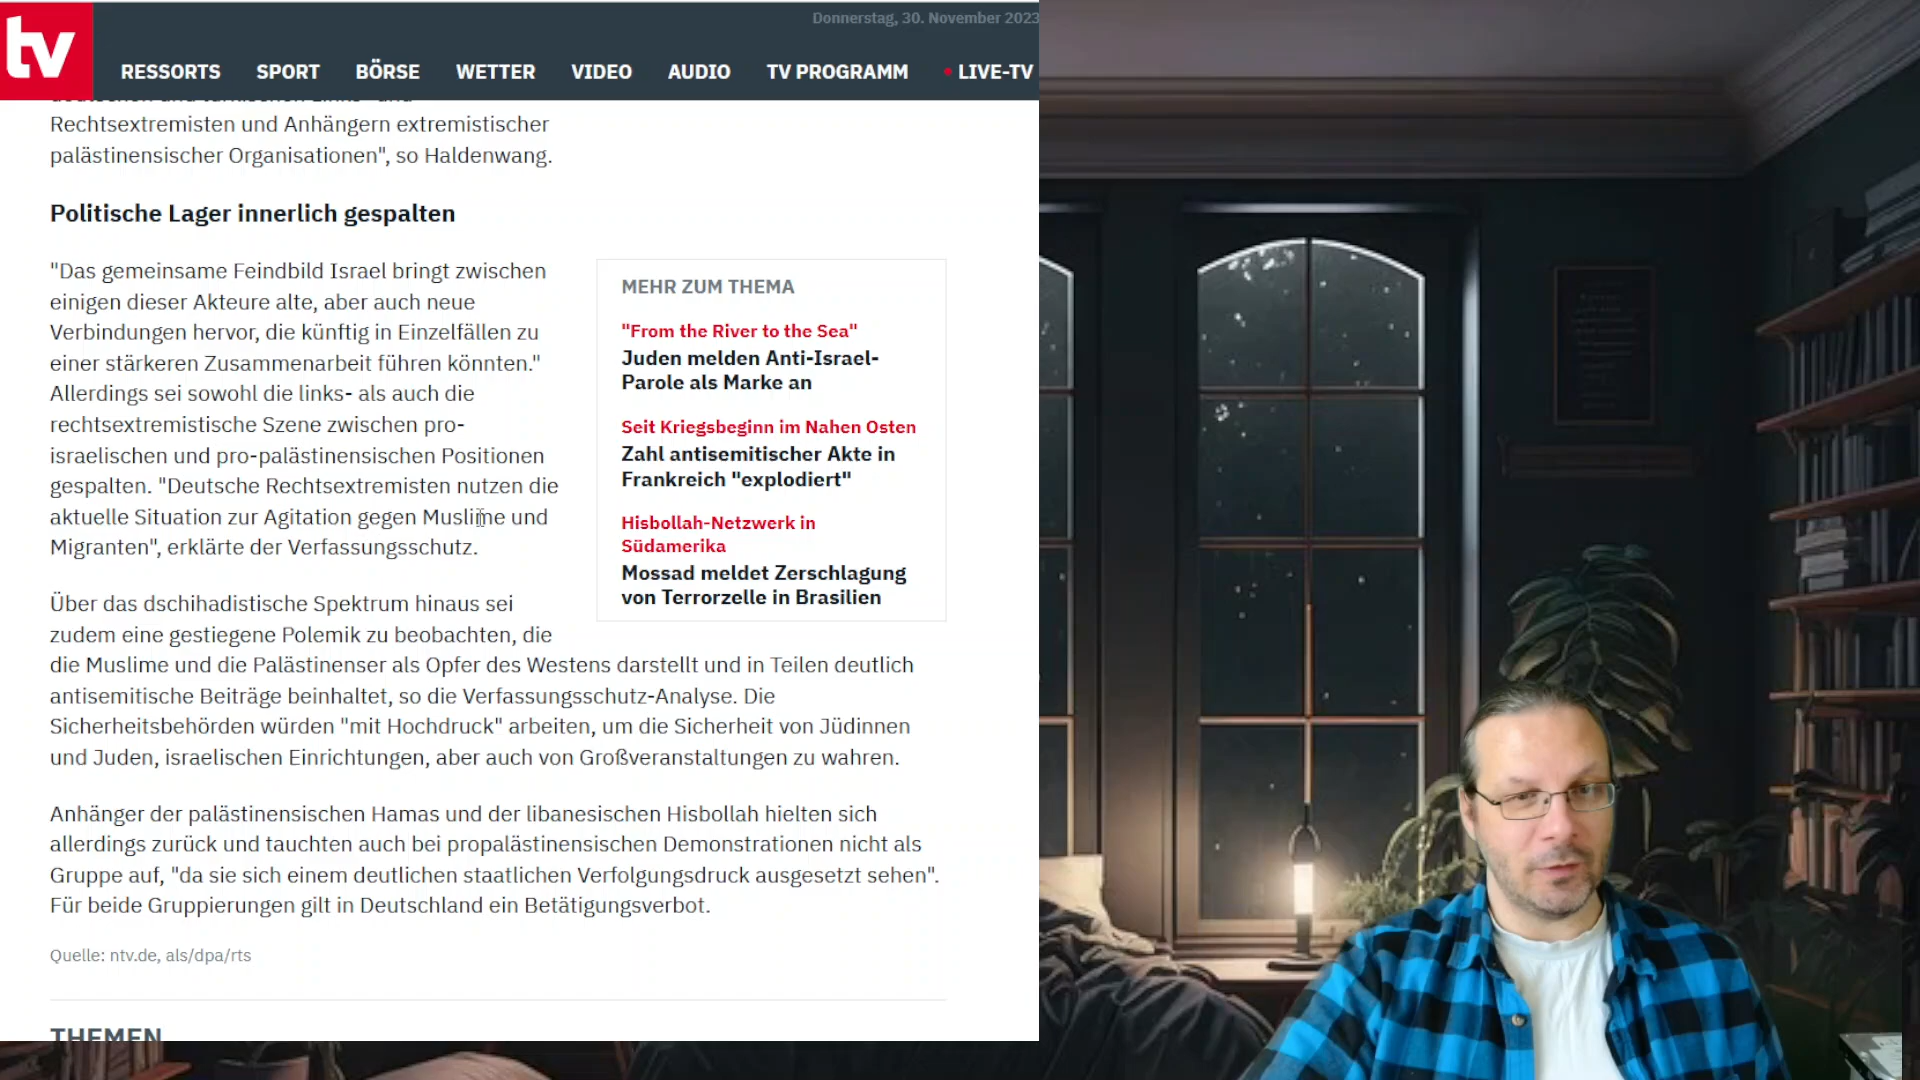 tv
Donnerstag, 30. November 2023
RESSORTS SPORT BÖRSE WETTER VIDEO AUDIO TV PROGRAMM LIVE-TV
Rechtsextremisten und Anhängern extremistischer
palästinensischer Organisationen", so Haldenwang.
Politische Lager innerlich gespalten
"Das gemeinsame Feindbild Israel bringt zwischen
einigen dieser Akteure alte, aber auch neue
Verbindungen hervor, die künftig in Einzelfällen zu
einer stärkeren Zusammenarbeit führen könnten."
Allerdings sei sowohl die links- als auch die
rechtsextremistische Szene zwischen pro-
israelischen und pro-palästinensischen Positionen
gespalten. "Deutsche Rechtsextremisten nutzen die
aktuelle Situation zur Agitation gegen Muslime und
Migranten", erklärte der Verfassungsschutz.
MEHR ZUM THEMA
"From the River to the Sea"
Juden melden Anti-Israel-
Parole als Marke an
Seit Kriegsbeginn im Nahen Osten
Zahl antisemitischer Akte in
Frankreich "explodiert"
Hisbollah-Netzwerk in
Südamerika
Mossad meldet Zerschlagung
von Terrorzelle in Brasilien
Über das dschihadistische Spektrum hinaus sei
zudem eine gestiegene Polemik zu beobachten, die
die Muslime und die Palästinenser als Opfer des Westens darstellt und in Teilen deutlich
antisemitische Beiträge beinhaltet, so die Verfassungsschutz-Analyse. Die
Sicherheitsbehörden würden "mit Hochdruck" arbeiten, um die Sicherheit von Jüdinnen
und Juden, israelischen Einrichtungen, aber auch von Großveranstaltungen zu wahren.
Anhänger der palästinensischen Hamas und der libanesischen Hisbollah hielten sich
allerdings zurück und tauchten auch bei propalästinensischen Demonstrationen nicht als
Gruppe auf, "da sie sich einem deutlichen staatlichen Verfolgungsdruck ausgesetzt sehen".
Für beide Gruppierungen gilt in Deutschland ein Betätigungsverbot.
Quelle: ntv.de, als/dpa/rts
THEMEN